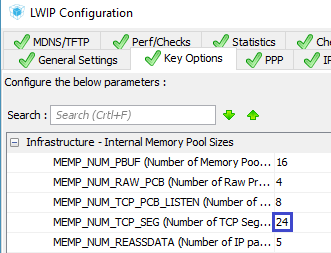 LWIP Configuration
MDNS/TFTP Perf/Checks Statistics
General Settings Key Options PPP
Configure the below parameters :
Search : Search (Crtl+F)
Infrastructure - Internal Memory Pool Sizes
MEMP_NUM_PBUF (Number of Memory Poo... 16
MEMP_NUM_RAW_PCB (Number of Raw Pr... 4
MEMP_NUM_TCP_PCB_LISTEN (Number of ... 8
MEMP_NUM_TCP_SEG (Number of TCP Seg... 24
MEMP_NUM_REASSDATA (Number of IP pa... 5